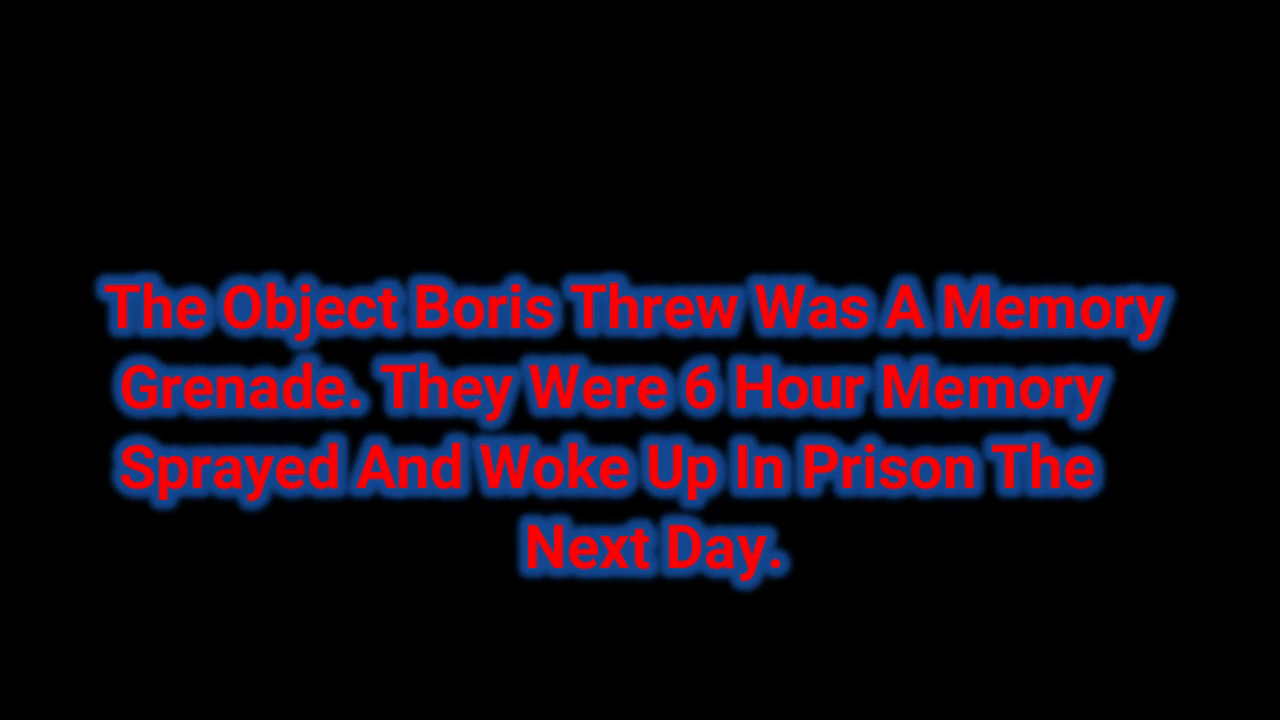 The Object Boris Threw Was A Memory
Grenade. They Were 6 Hour Memory
Sprayed And Woke Up In Prison The
Next Day.